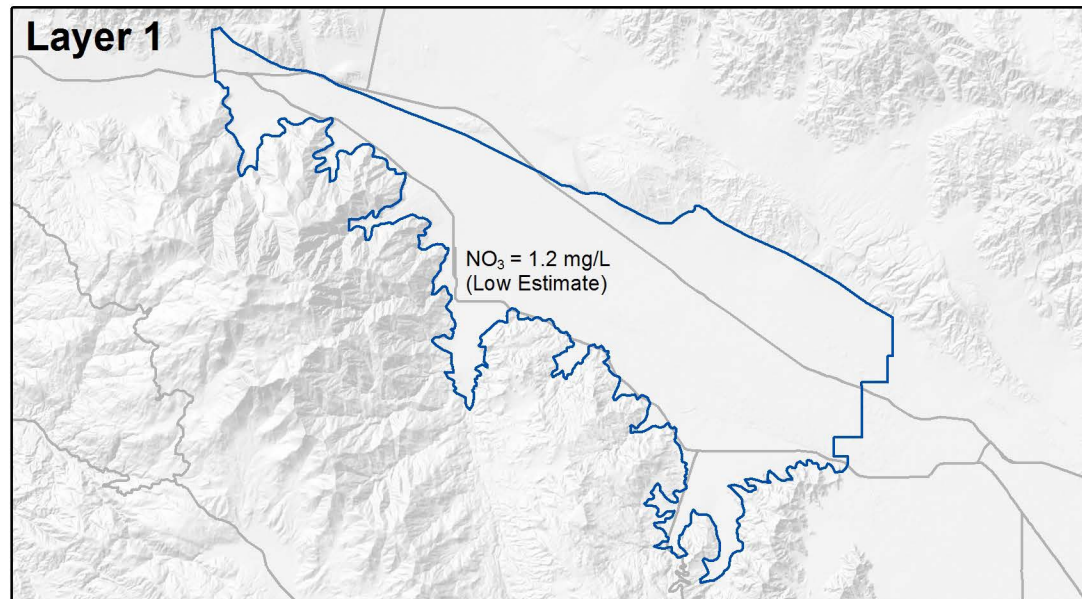 Layer 1
NO₃ = 1.2 mg/L
(Low Estimate)